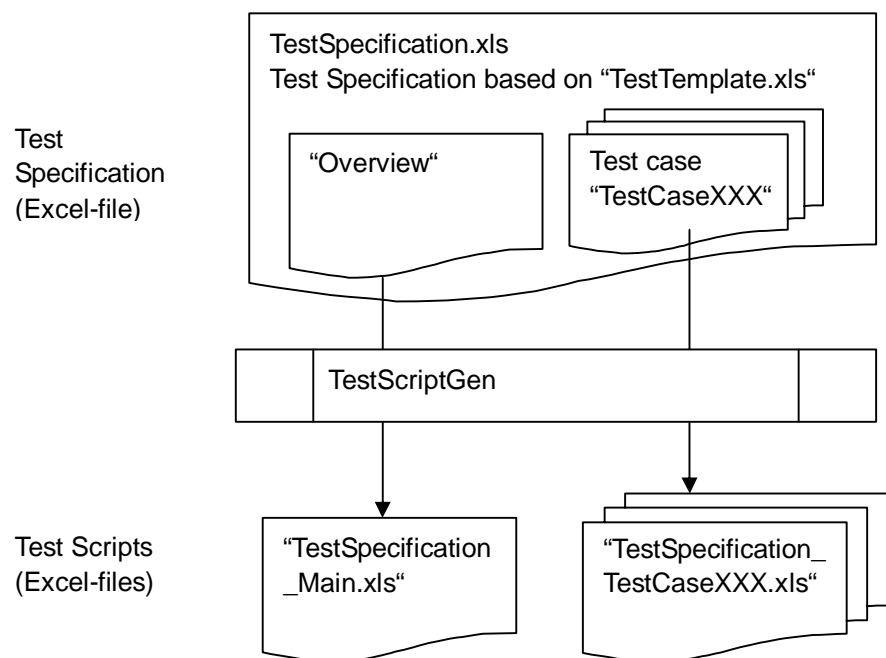 TestSpecification.xls
Test Specification based on “TestTemplate.xls“
Test
Specification
(Excel-file)
“Overview“
Test case
“TestCaseXXX“
TestScriptGen
Test Scripts
(Excel-files)
“TestSpecification
_Main.xls“
“TestSpecification_
TestCaseXXX.xls“